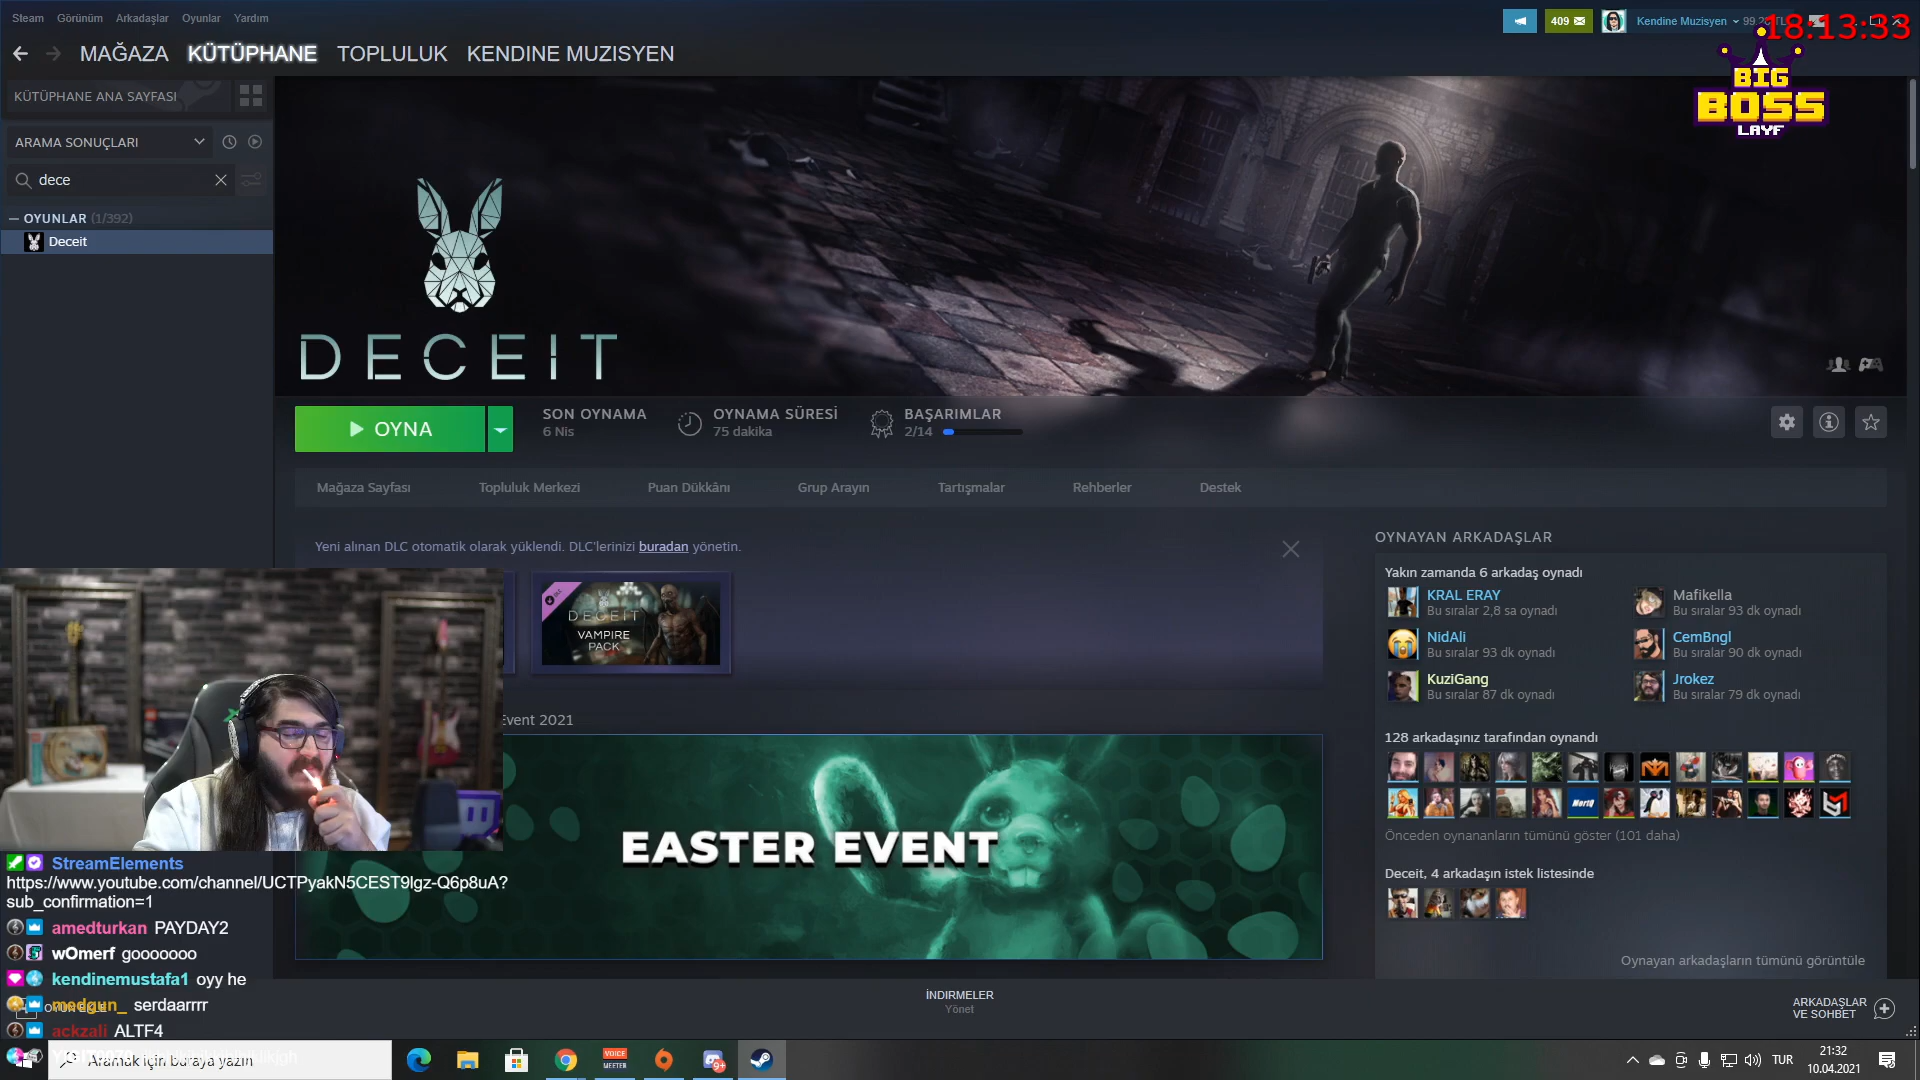 Steam Görünüm Arkadaşlar Oyunlar Yardım
409
Kendine Muzisyen
18:13:33
MAĞAZA KÜTÜPHANE TOPLULUK KENDINE MUZISYEN
BIG
BOSS
LAYF
KÜTÜPHANE ANA SAYFASI
ARAMA SONUÇLARI
dece
OYUNLAR (1/392)
Deceit
DECEIT
OYNA
SON OYNAMA
6 Nis
OYNAMA SÜRESİ
75 dakika
BAŞARIMLAR
2/14
Mağaza Sayfası Topluluk Merkezi Puan Dükkânı Grup Arayın Tartışmalar Rehberler Destek
Yeni alınan DLC otomatik olarak yüklendi. DLC'lerinizi buradan yönetin.
DECEIT
VAMPIRE
PACK
Event 2021
EASTER EVENT
OYNAYAN ARKADAŞLAR
Yakın zamanda 6 arkadaş oynadı
KRAL ERAY
Bu sıralar 2,8 sa oynadı
Mafikella
Bu sıralar 93 dk oynadı
NidAli
Bu sıralar 93 dk oynadı
CemBngl
Bu sıralar 90 dk oynadı
KuziGang
Bu sıralar 87 dk oynadı
Jrokez
Bu sıralar 79 dk oynadı
128 arkadaşınız tarafından oynandı
Önceden oynananların tümünü göster (101 daha)
Deceit, 4 arkadaşın istek listesinde
Oynayan arkadaşların tümünü görüntüle
StreamElements
https://www.youtube.com/channel/UCTPyakN5CEST9lgz-Q6p8uA?
sub_confirmation=1
amedturkan PAYDAY2
wOmerf gooooooo
kendinemustafa1 oyy he
medgun_ serdaarrrr
ackzali ALTF4
İNDIRMELER
Yönet
ARKADAŞLAR
VE SOHBET
Aramak için buraya yazın
VOICE
MEETER
9+
TUR
21:32
10.04.2021